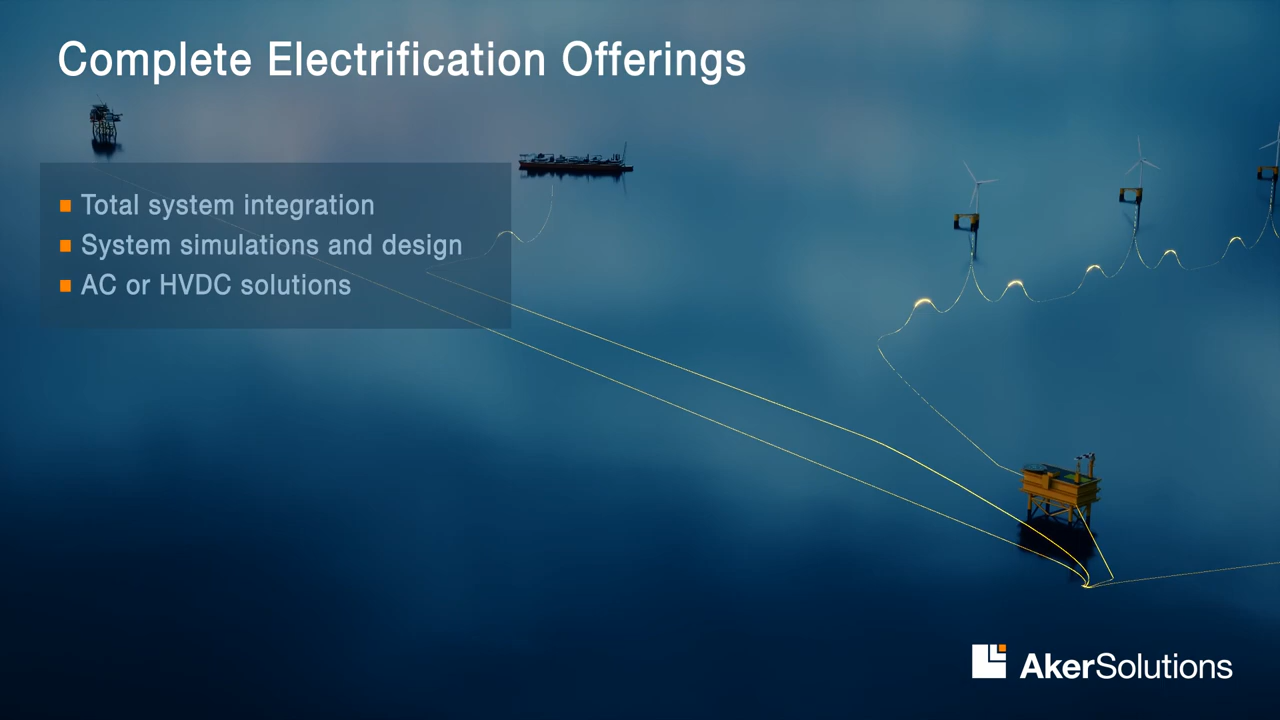 Complete Electrification Offerings
Total system integration
System simulations and design
AC or HVDC solutions
AkerSolutions